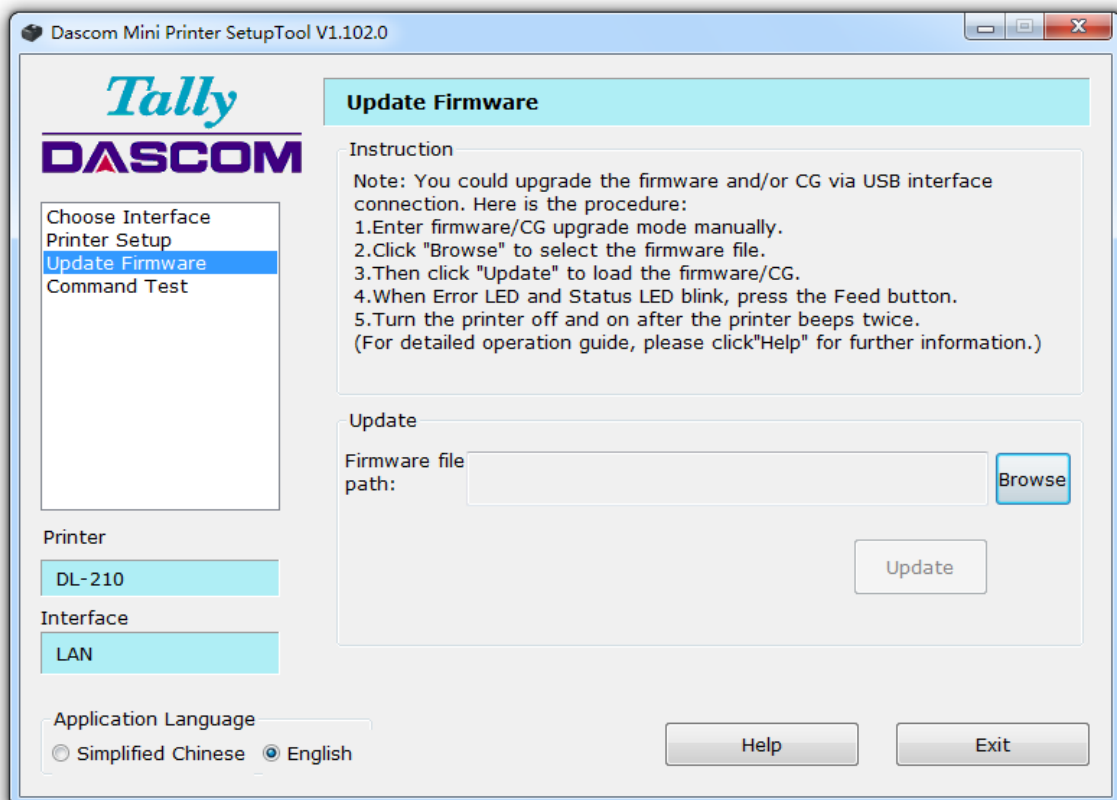 Dascom Mini Printer SetupTool V1.102.0
Tally
DASCOM
Choose Interface
Printer Setup
Update Firmware
Command Test
Printer
DL-210
Interface
LAN
Application Language
Simplified Chinese
English
Update Firmware
Instruction
Note: You could upgrade the firmware and/or CG via USB interface
connection. Here is the procedure:
1.Enter firmware/CG upgrade mode manually.
2.Click "Browse" to select the firmware file.
3.Then click "Update" to load the firmware/CG.
4.When Error LED and Status LED blink, press the Feed button.
5.Turn the printer off and on after the printer beeps twice.
(For detailed operation guide, please click"Help" for further information.)
Update
Firmware file
path:
Browse
Update
Help
Exit